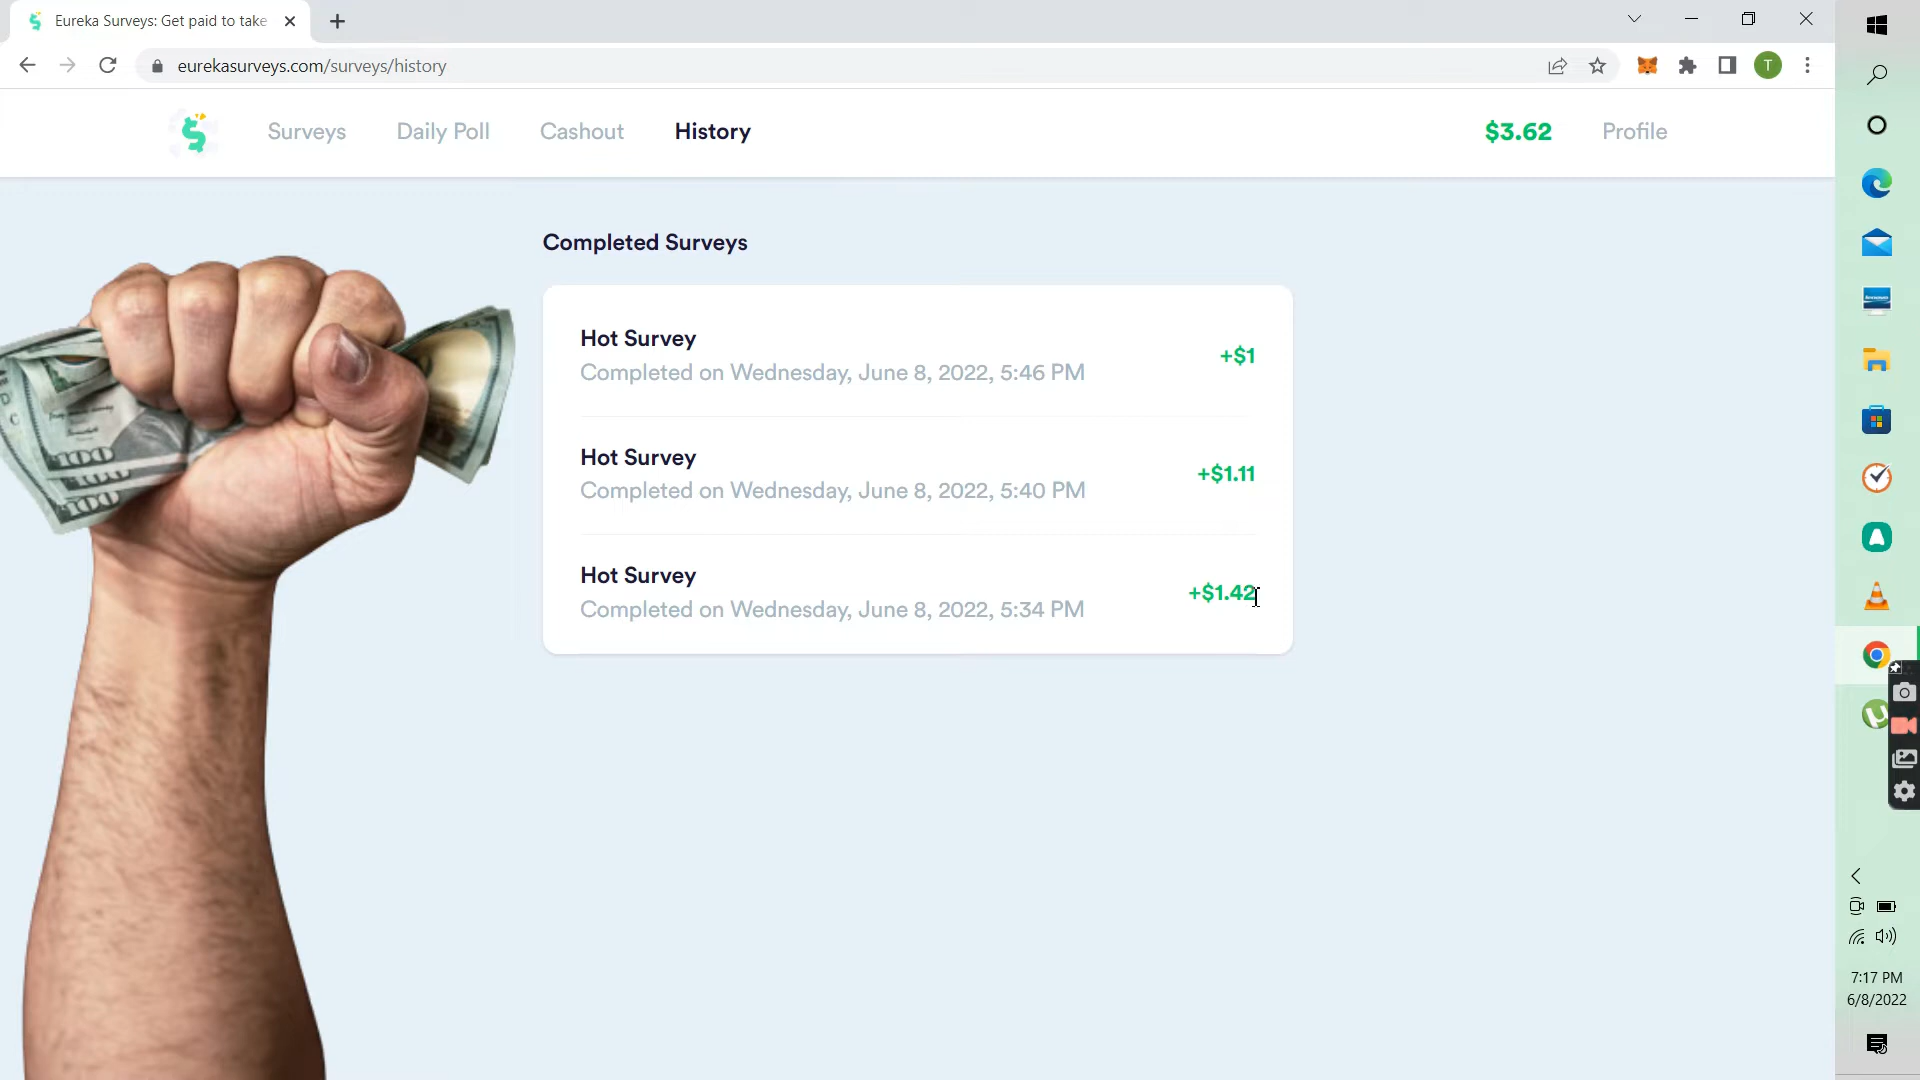 Eureka Surveys: Get paid to take
eurekasurveys.com/surveys/history
T
Surveys
Daily Poll
Cashout
History
$3.62
Profile
Completed Surveys
Hot Survey
+$1
Completed on Wednesday, June 8, 2022, 5:46 PM
Hot Survey
+$1.11
Completed on Wednesday, June 8, 2022, 5:40 PM
Hot Survey
+$1.42
Completed on Wednesday, June 8, 2022, 5:34 PM
100
100
100
7:17 PM
6/8/2022